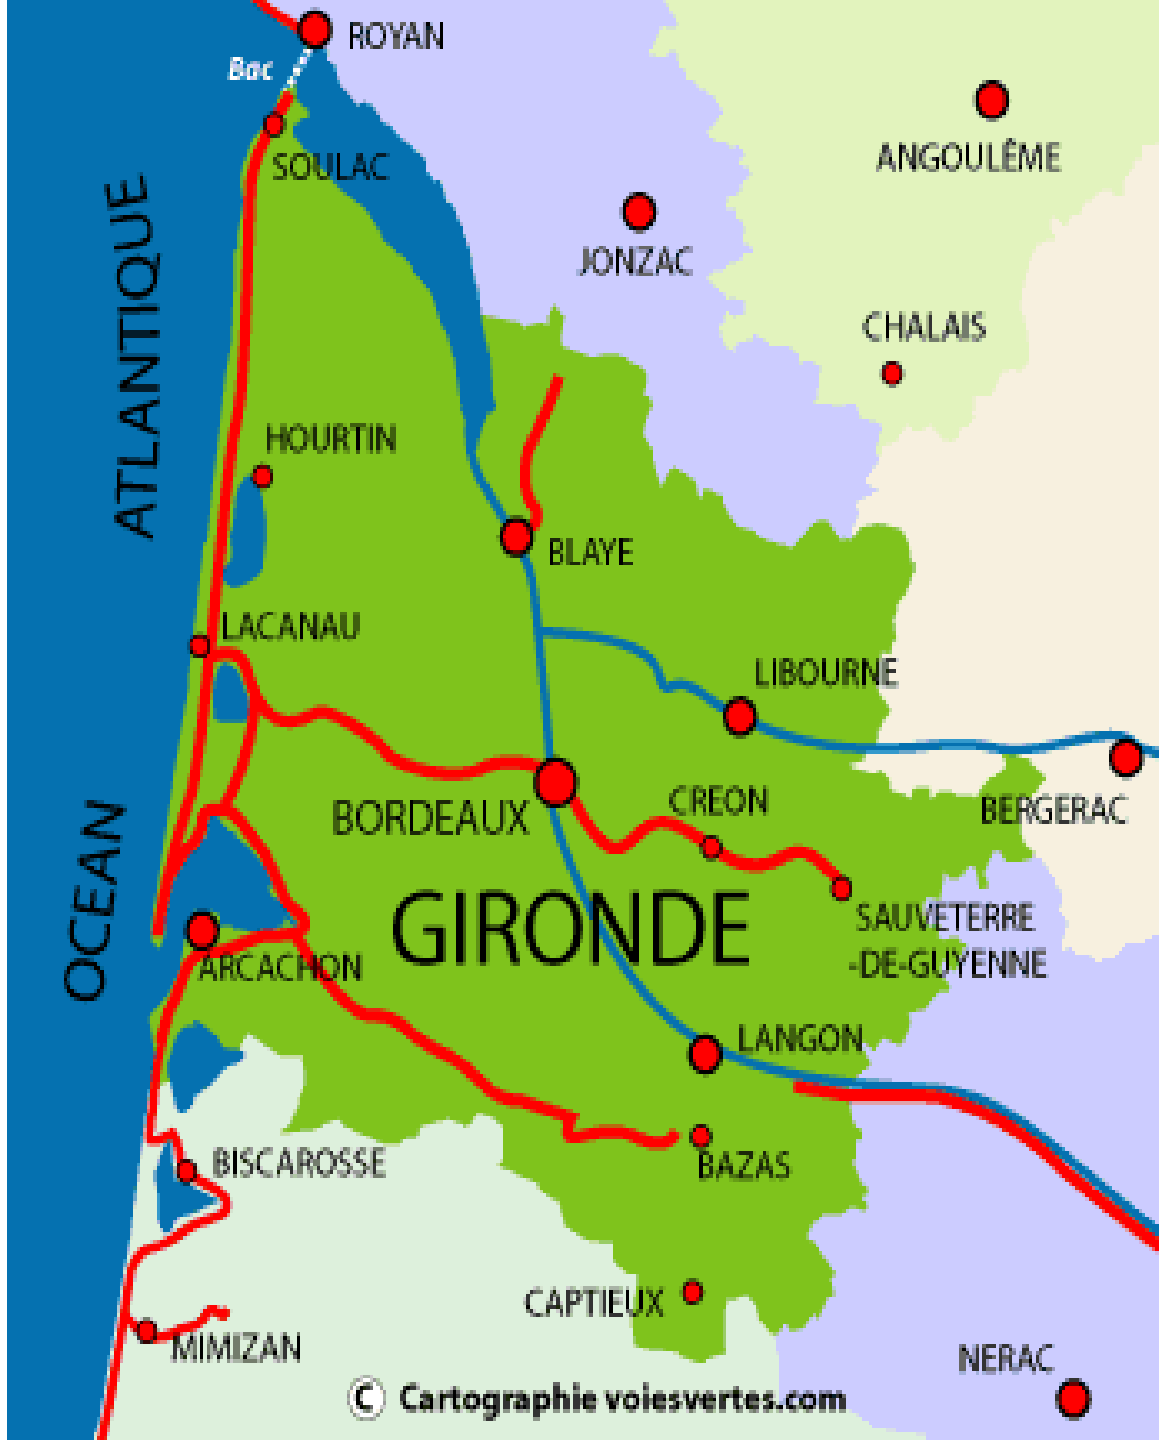 ROYAN
Bac
ANGOULÊME
SOULAC
JONZAC
CHALAIS
ATLANTIQUE
HOURTIN
BLAYE
LACANAU
LIBOURNE
BORDEAUX
CREON
BERGERAC
OCEAN
GIRONDE
SAUVETERRE
-DE-GUYENNE
ARCACHON
LANGON
BISCAROSSE
BAZAS
CAPTIEUX
MIMIZAN
NERAC
© Cartographie voiesvertes.com